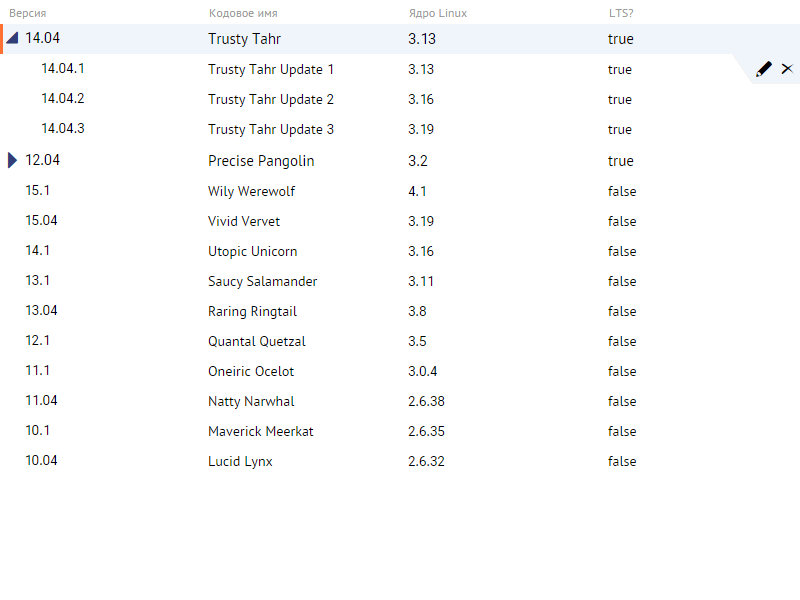 Версия Кодовое имя Ядро Linux LTS?
14.04 Trusty Tahr 3.13 true
14.04.1 Trusty Tahr Update 1 3.13 true
14.04.2 Trusty Tahr Update 2 3.16 true
14.04.3 Trusty Tahr Update 3 3.19 true
12.04 Precise Pangolin 3.2 true
15.1 Wily Werewolf 4.1 false
15.04 Vivid Vervet 3.19 false
14.1 Utopic Unicorn 3.16 false
13.1 Saucy Salamander 3.11 false
13.04 Raring Ringtail 3.8 false
12.1 Quantal Quetzal 3.5 false
11.1 Oneiric Ocelot 3.0.4 false
11.04 Natty Narwhal 2.6.38 false
10.1 Maverick Meerkat 2.6.35 false
10.04 Lucid Lynx 2.6.32 false